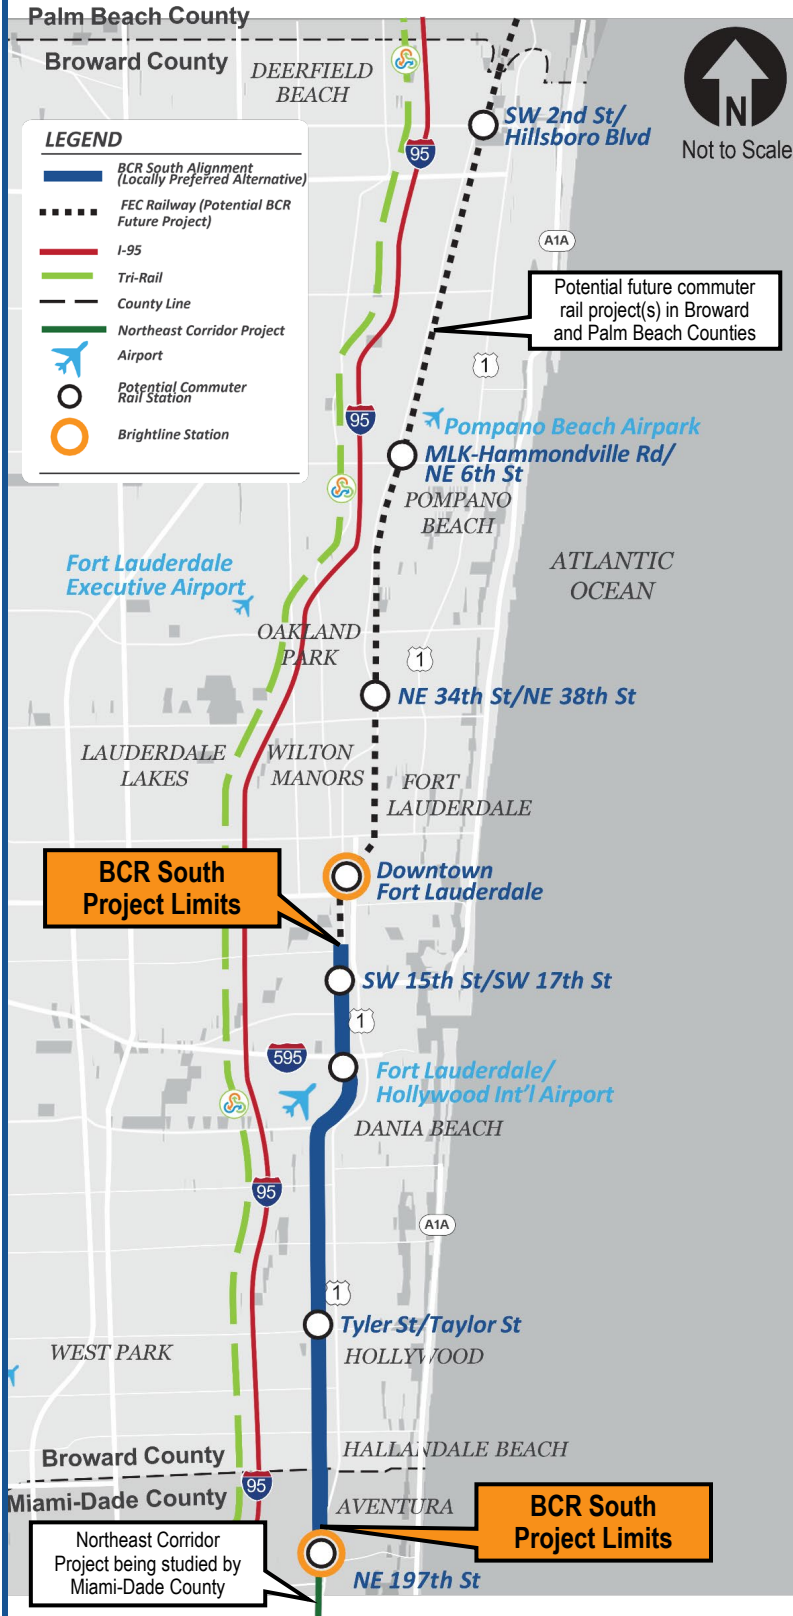 Palm Beach County
Broward County
DEERFIELD
BEACH
N
Not to Scale
SW 2nd St/
Hillsboro Blvd
95
LEGEND
BCR South Alignment
(Locally Preferred Alternative)
FEC Railway (Potential BCR
Future Project)
I-95
Tri-Rail
County Line
Northeast Corridor Project
Airport
Potential Commuter
Rail Station
Brightline Station
A1A
Potential future commuter
rail project(s) in Broward
and Palm Beach Counties
1
95
Pompano Beach Airpark
MLK-Hammondville Rd/
NE 6th St
POMPANO
BEACH
Fort Lauderdale
Executive Airport
ATLANTIC
OCEAN
OAKLAND
PARK
1
NE 34th St/NE 38th St
LAUDERDALE
LAKES
WILTON
MANORS
FORT
LAUDERDALE
BCR South
Project Limits
Downtown
Fort Lauderdale
SW 15th St/SW 17th St
1
595
Fort Lauderdale/
Hollywood Int'l Airport
DANIA BEACH
95
A1A
1
Tyler St/Taylor St
WEST PARK
HOLLYWOOD
HALLANDALE BEACH
Broward County
95
Miami-Dade County
AVENTURA
BCR South
Project Limits
Northeast Corridor
Project being studied by
Miami-Dade County
NE 197th St